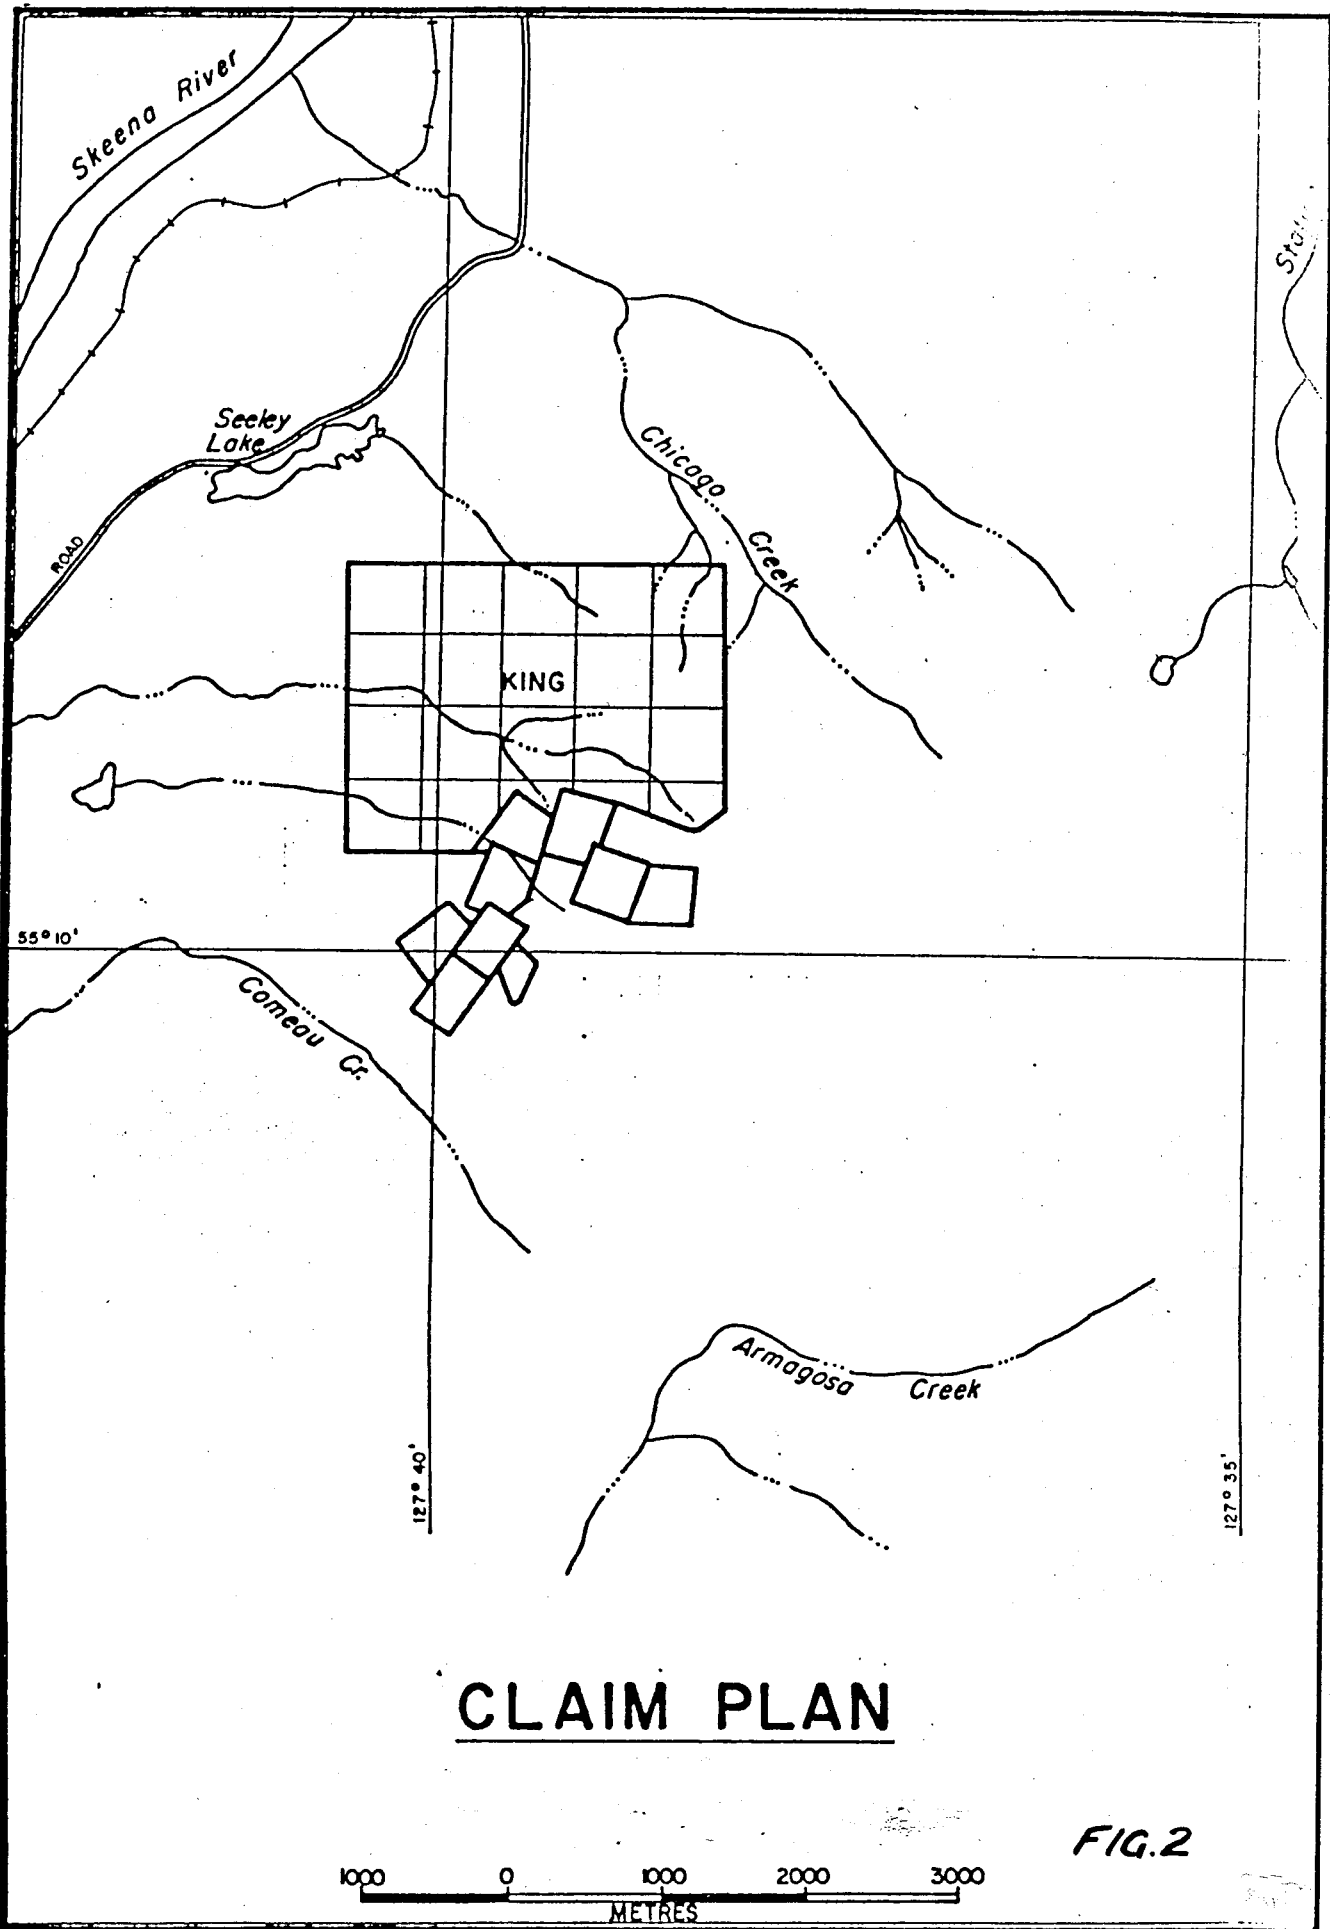 Skeena River
Seeley
Lake
ROAD
Chicago
Creek
KING
55° 10'
Comeau Cr.
Armagosa Creek
127° 40'
127° 35'
CLAIM PLAN
FIG.2
1000 0 1000 2000 3000
METRES